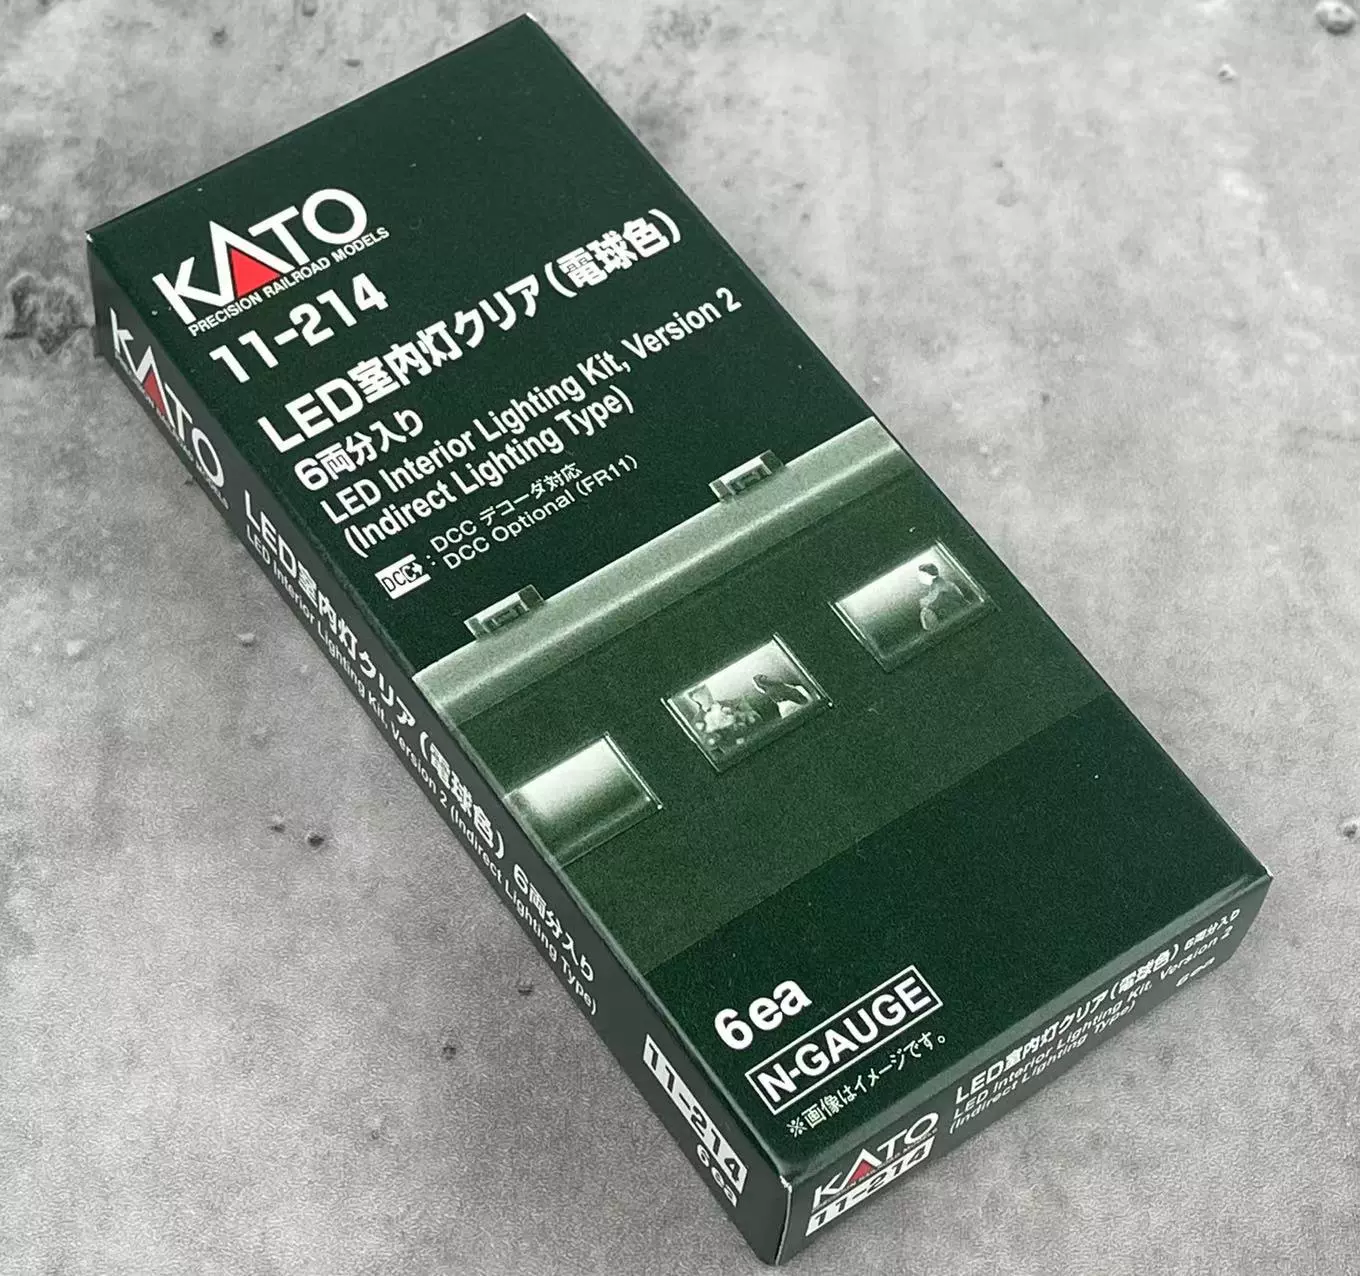 KATO
PRECISION RAILROAD MODELS
11-214
LED室内灯クリア（電球色）
6両分入り
LED Interior Lighting Kit, Version 2
(Indirect Lighting Type)
DCC : DCC デコーダ対応
DCC Optional (FR11)
6ea
N-GAUGE
※画像はイメージです。
KATO
PRECISION RAILROAD MODELS
LED室内灯クリア（電球色）6両分入り
LED Interior Lighting Kit, Version 2 (Indirect Lighting Type)
11-214
6ea
KATO
PRECISION RAILROAD MODELS
11-214
LED室内灯クリア（電球色）6両分入り
LED Interior Lighting Kit, Version 2
(Indirect Lighting Type)
6ea